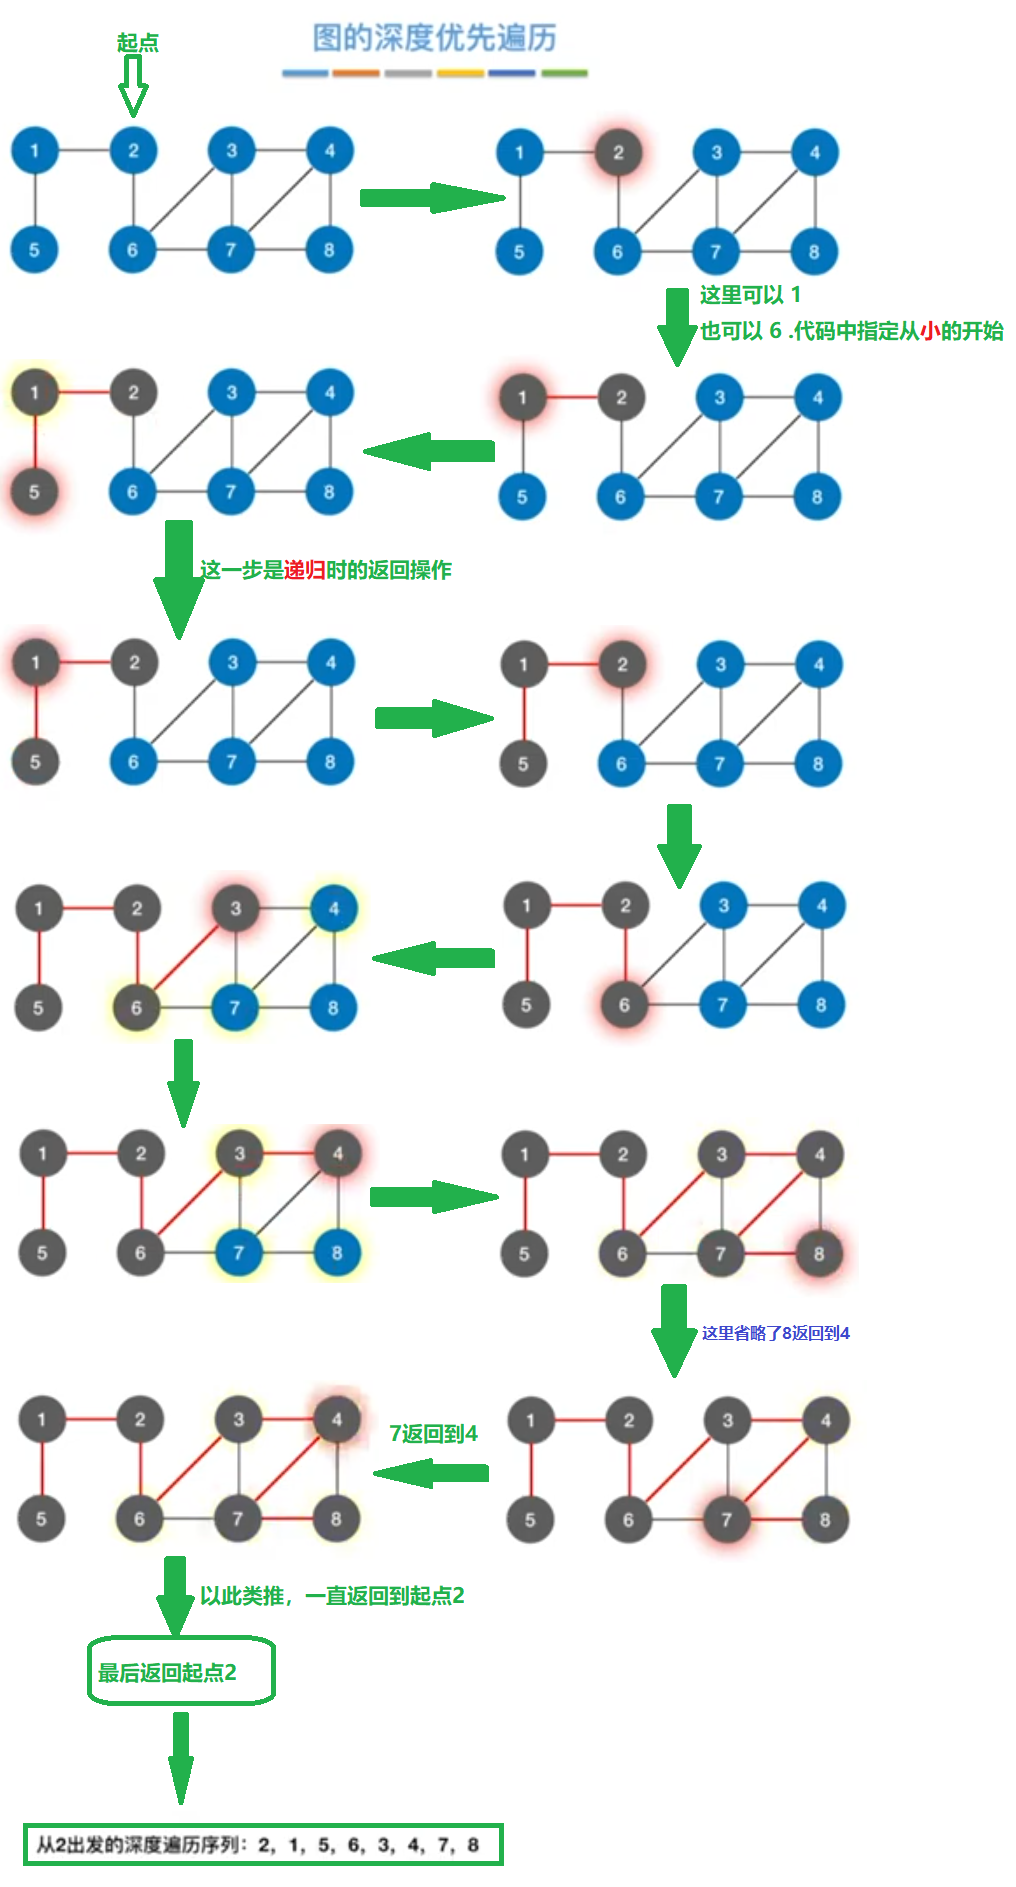 图的深度优先遍历
起点
1 2 3 4
5 6 7 8
1 2 3 4
5 6 7 8
这里可以 1
也可以 6 .代码中指定从小的开始
1 2 3 4
5 6 7 8
1 2 3 4
5 6 7 8
这一步是递归时的返回操作
1 2 3 4
5 6 7 8
1 2 3 4
5 6 7 8
1 2 3 4
5 6 7 8
1 2 3 4
5 6 7 8
1 2 3 4
5 6 7 8
1 2 3 4
5 6 7 8
这里省略了8返回到4
1 2 3 4
5 6 7 8
7返回到4
1 2 3 4
5 6 7 8
以此类推，一直返回到起点2
最后返回起点2
从2出发的深度遍历序列：2，1，5，6，3，4，7，8